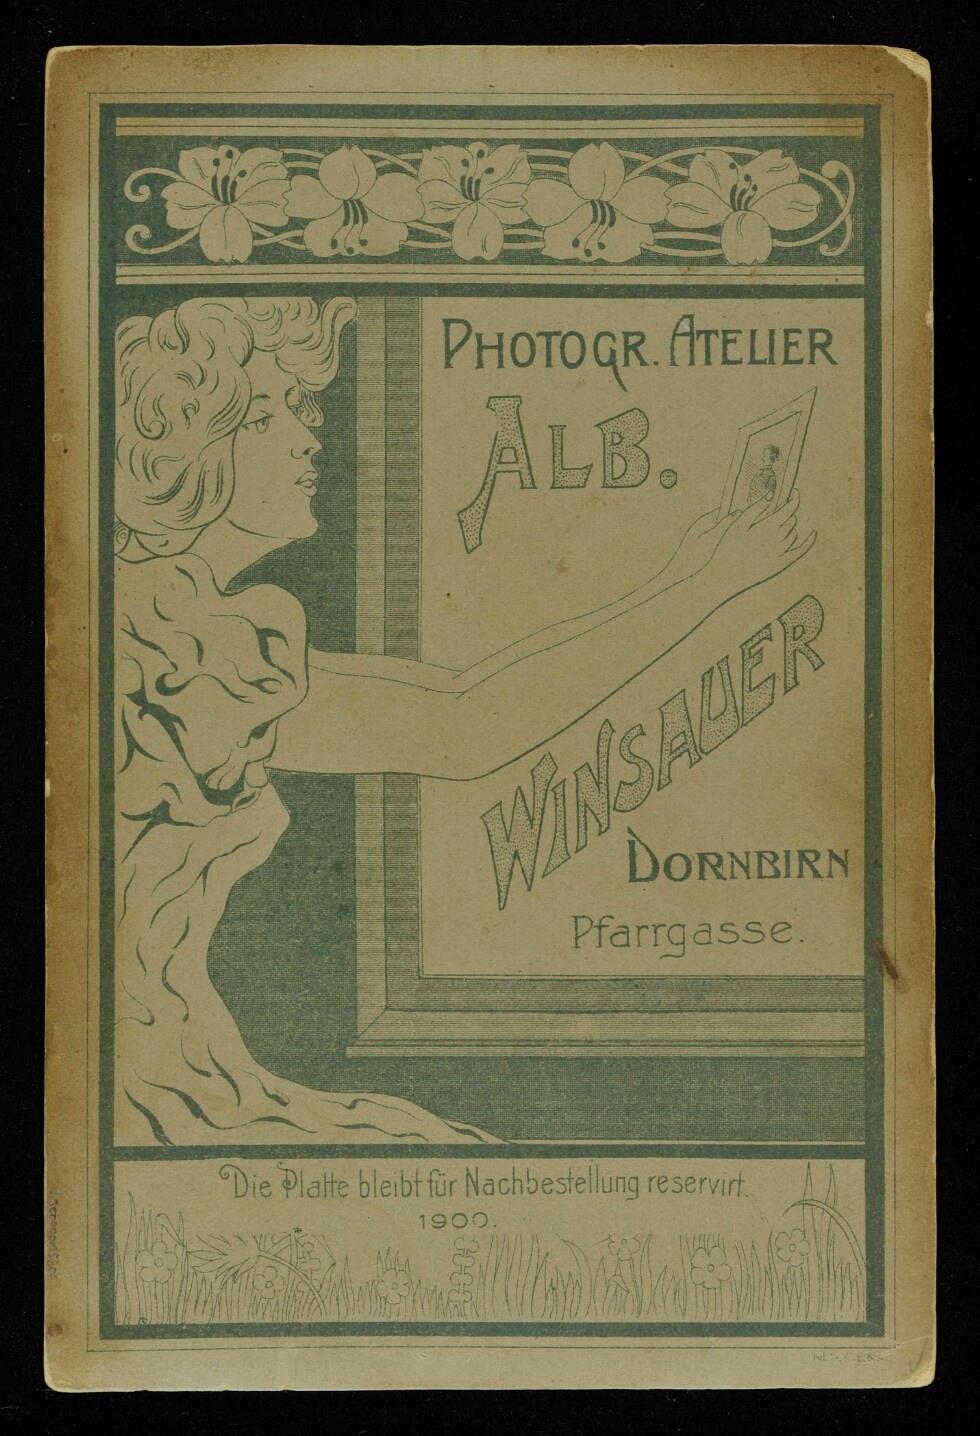 PHOTOGR. ATELIER
ALB.
WINSAUER
DORNBIRN
Pfarrgasse.
Die Platte bleibt für Nachbestellung reservirt.
1900.